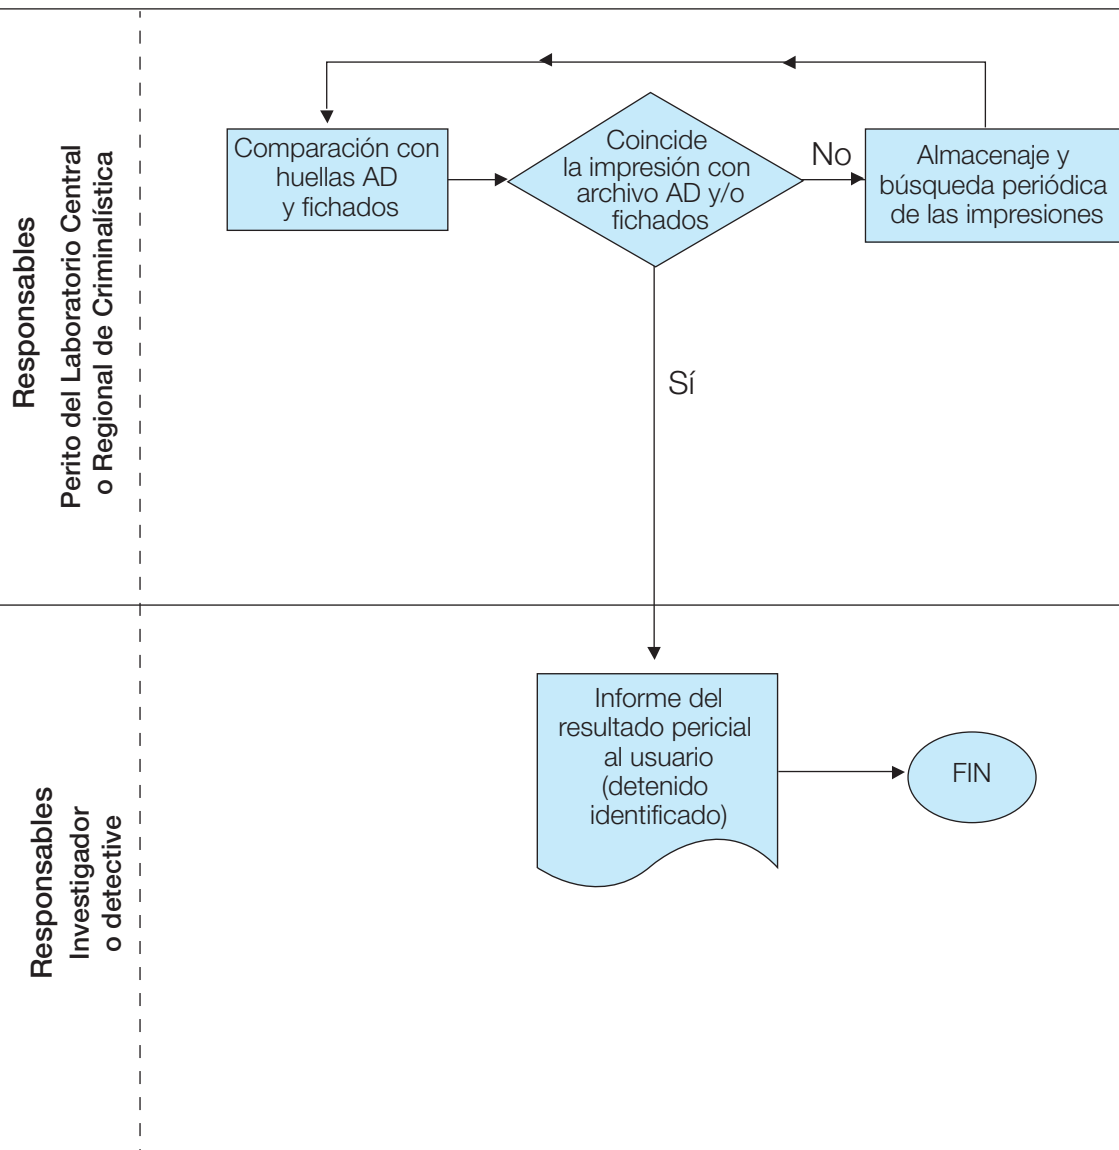 Responsables
Perito del Laboratorio Central
o Regional de Criminalística
Comparación con
huellas AD
y fichados
Coincide
la impresión con
archivo AD y/o
fichados
No
Almacenaje y
búsqueda periódica
de las impresiones
Sí
Responsables
Investigador
o detective
Informe del
resultado pericial
al usuario
(detenido
identificado)
FIN